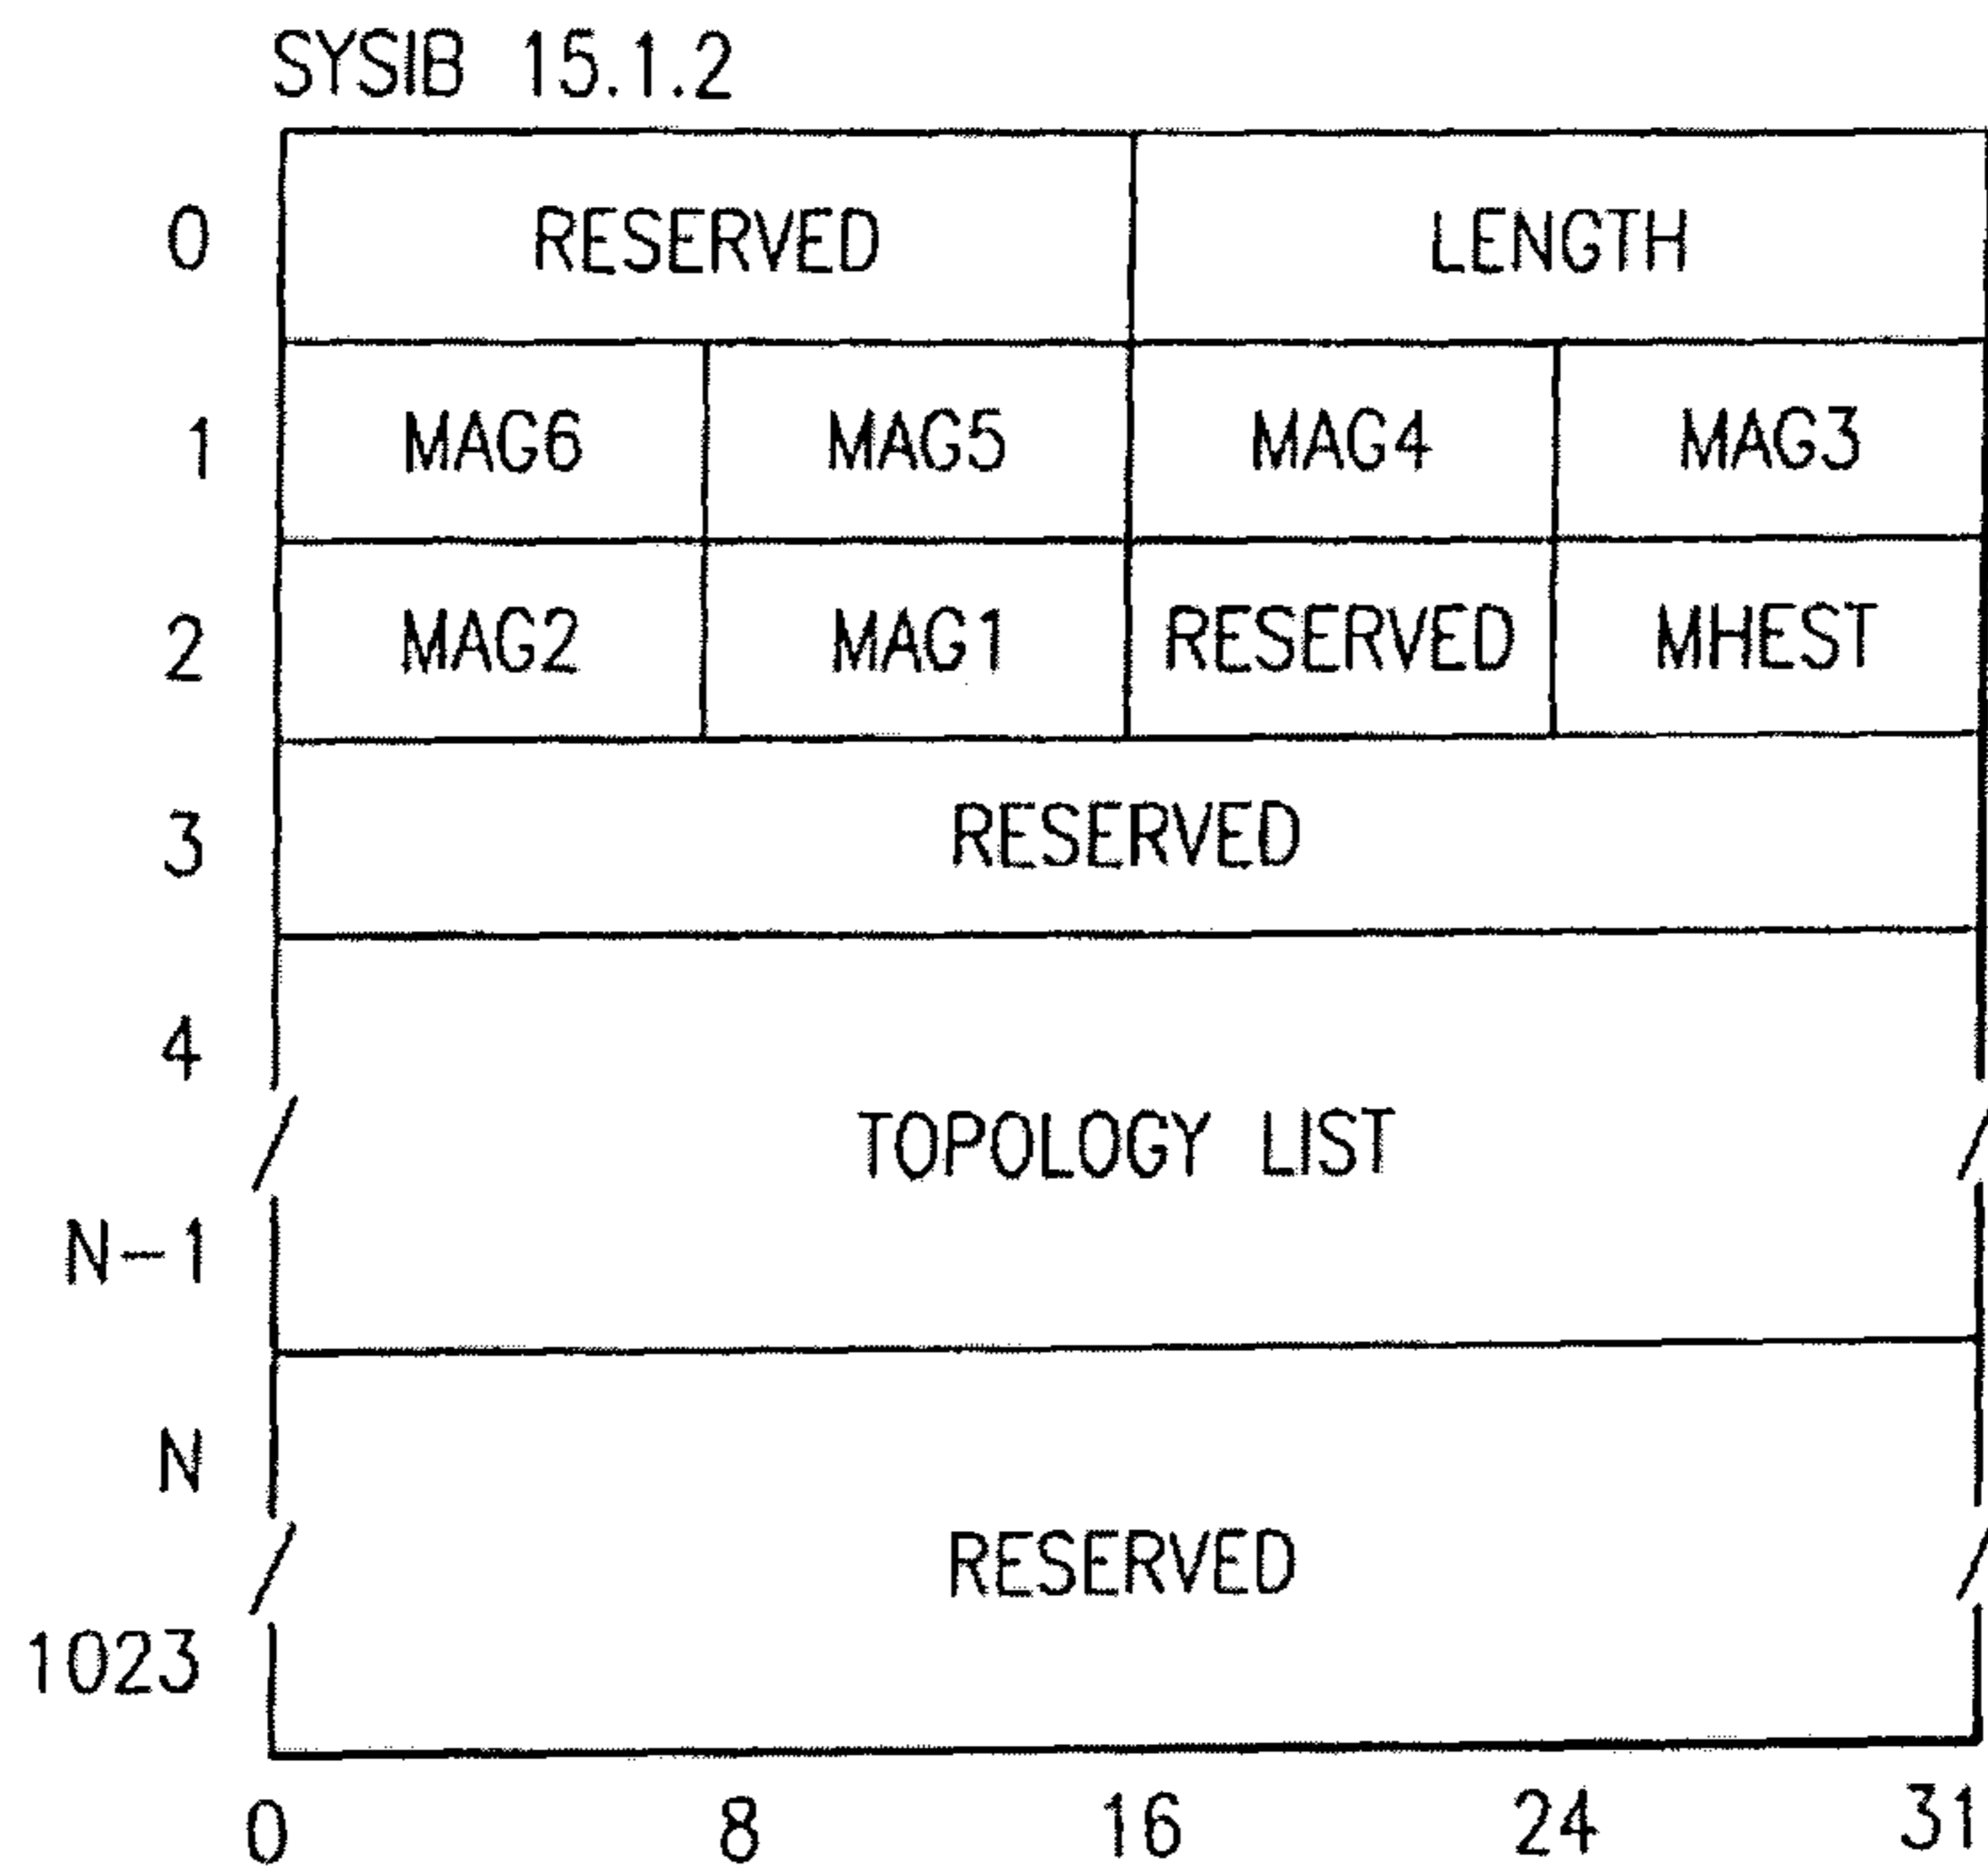 SYSIB 15.1.2
0 RESERVED LENGTH
1 MAG6 MAG5 MAG4 MAG3
2 MAG2 MAG1 RESERVED MHEST
3 RESERVED
4
TOPOLOGY LIST
N-1
N
RESERVED
1023
0 8 16 24 31